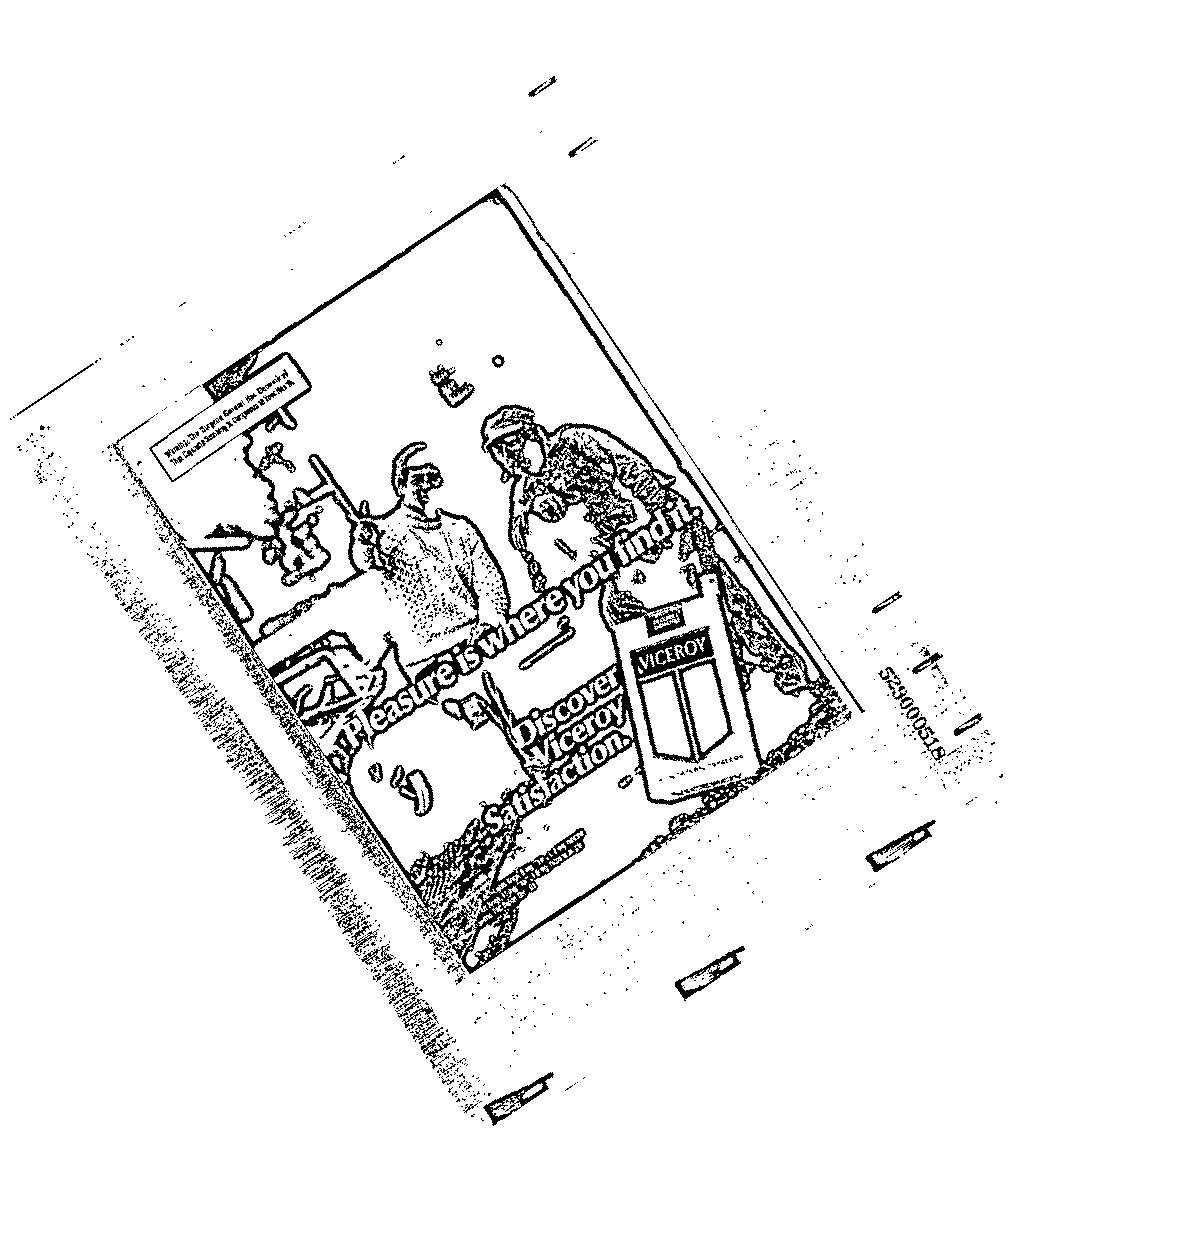 Warning: The Surgeon General Has Determined
That Cigarette Smoking Is Dangerous to Your Health.
Pleasure is where you find it.
Discover
Viceroy
Satisfaction.
VICEROY
529000518